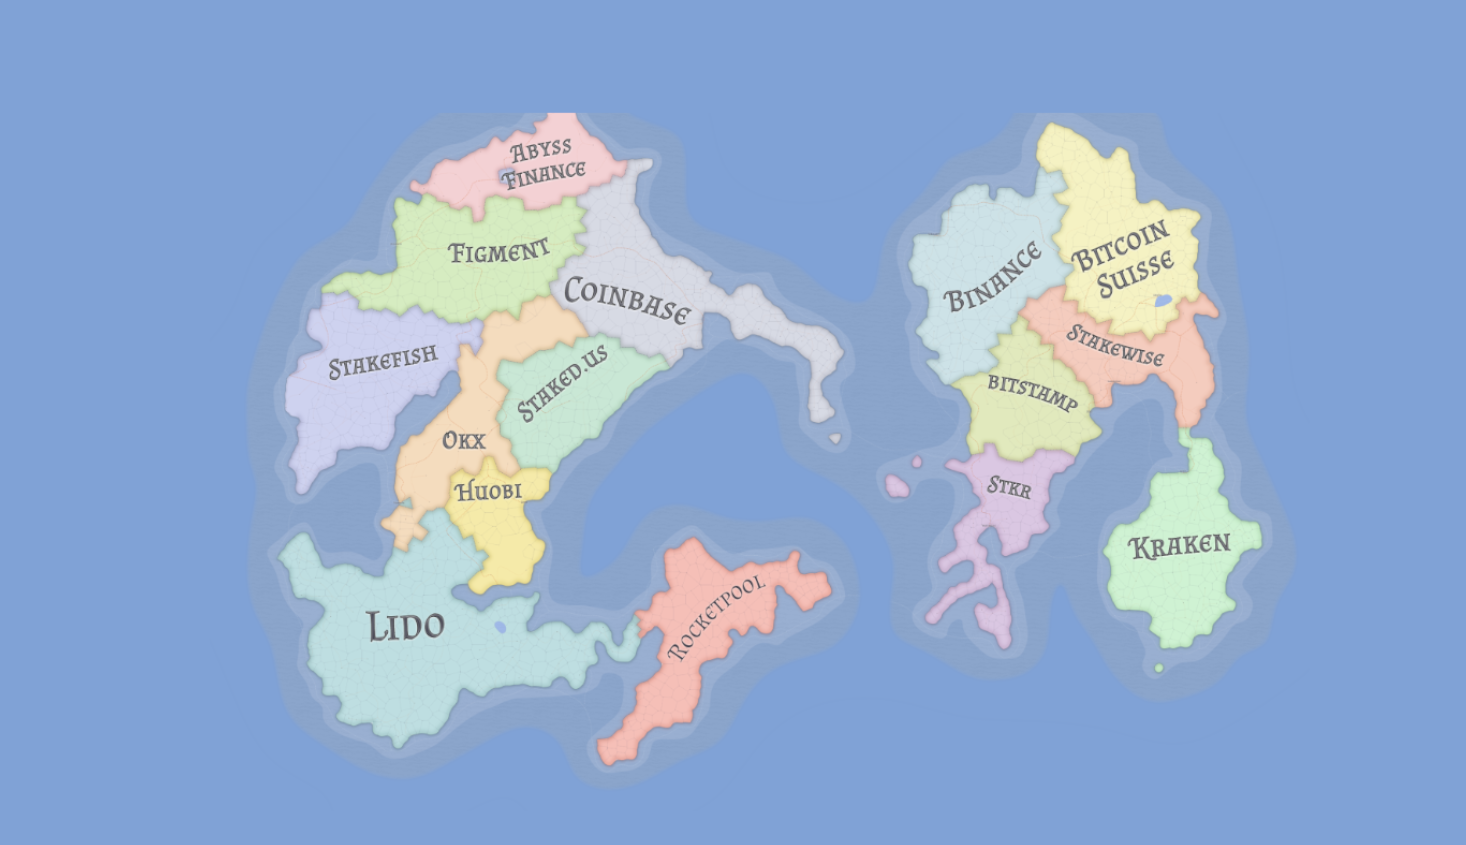 Abyss
Finance
Figment
Coinbase
Stakefish
Staked.us
Okx
Huobi
Lido
Rocketpool
Binance
Bitcoin
Suisse
Stakewise
bitstamp
Stkr
Kraken